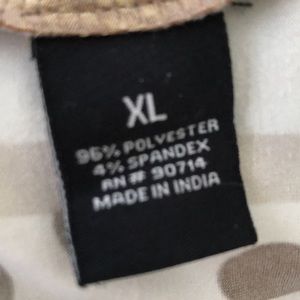 XL
96% POLYESTER
4% SPANDEX
RN# 90714
MADE IN INDIA